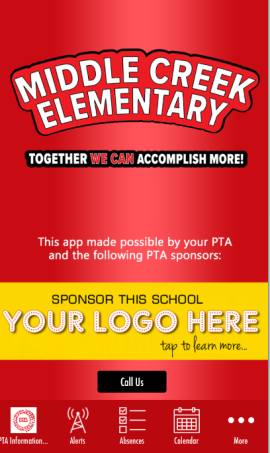 MIDDLE CREEK
ELEMENTARY
TOGETHER WE CAN ACCOMPLISH MORE!
This app made possible by your PTA
and the following PTA sponsors:
SPONSOR THIS SCHOOL
YOUR LOGO HERE
tap to learn more...
Call Us
PTA Information... Alerts Absences Calendar More